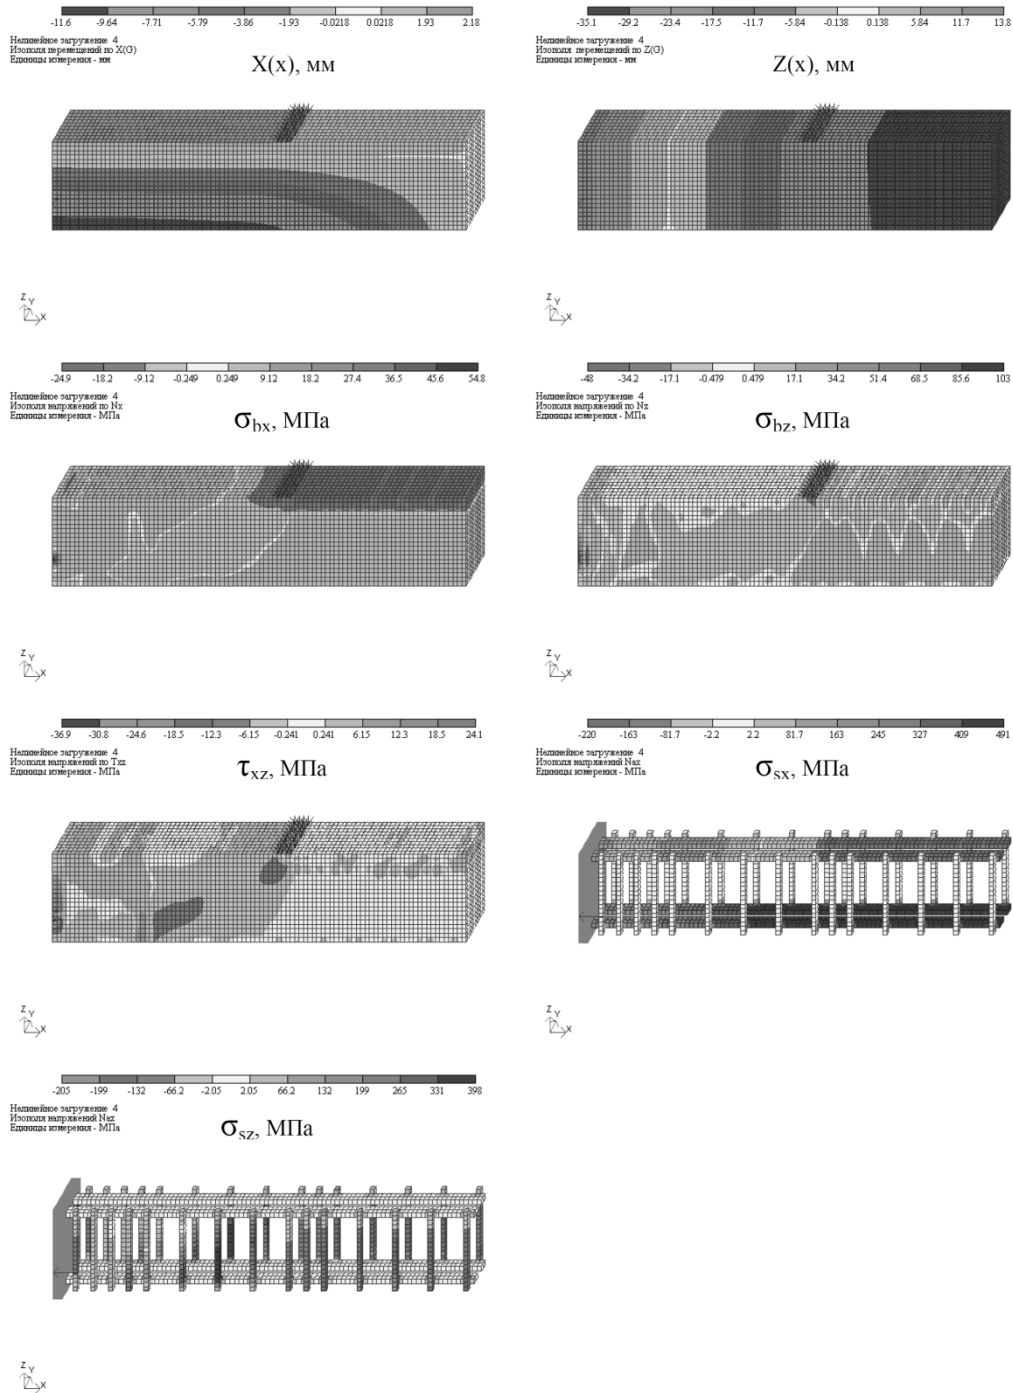 -11.6 -9.64 -7.71 -5.79 -3.86 -1.93 -0.0218 0.0218 1.93 2.18
Нелинейное загружение 4
Изополя перемещений по X(G)
Единицы измерения - мм
X(x), мм
Z Y X
-35.1 -29.2 -23.4 -17.5 -11.7 -5.84 -0.138 0.138 5.84 11.7 13.8
Нелинейное загружение 4
Изополя перемещений по Z(G)
Единицы измерения - мм
Z(x), мм
Z Y X
-24.9 -18.2 -9.12 -0.249 0.249 9.12 18.2 27.4 36.5 45.6 54.8
Нелинейное загружение 4
Изополя напряжений по Nx
Единицы измерения - МПа
σbx, МПа
Z Y X
-48 -34.2 -17.1 -0.479 0.479 17.1 34.2 51.4 68.5 85.6 103
Нелинейное загружение 4
Изополя напряжений по Nz
Единицы измерения - МПа
σbz, МПа
Z Y X
-36.9 -30.8 -24.6 -18.5 -12.3 -6.15 -0.241 0.241 6.15 12.3 18.5 24.1
Нелинейное загружение 4
Изополя напряжений по Txz
Единицы измерения - МПа
τxz, МПа
Z Y X
-220 -163 -81.7 -2.2 2.2 81.7 163 245 327 409 491
Нелинейное загружение 4
Изополя напряжений Nax
Единицы измерения - МПа
σsx, МПа
Z Y X
-205 -199 -132 -66.2 -2.05 2.05 66.2 132 199 265 331 398
Нелинейное загружение 4
Изополя напряжений Naz
Единицы измерения - МПа
σsz, МПа
Z Y X